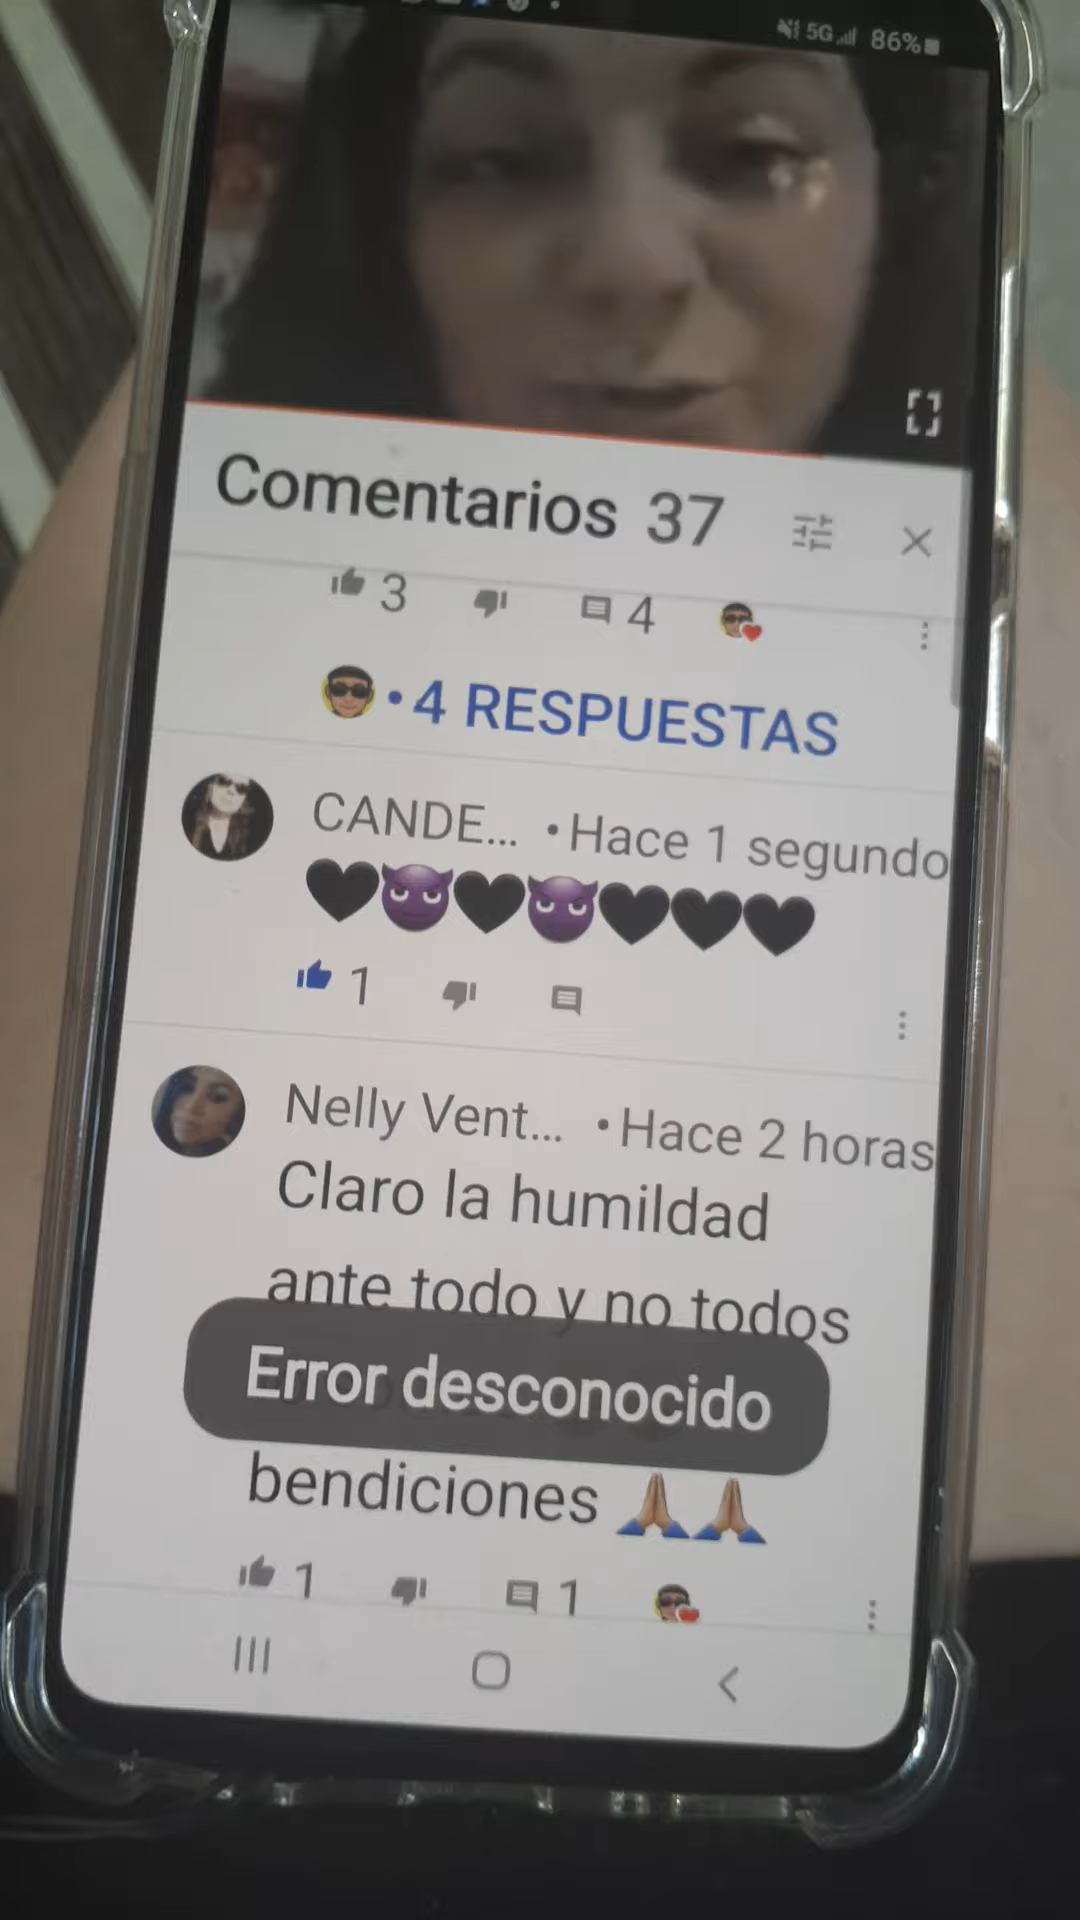 5G 86%
Comentarios 37
3 4
• 4 RESPUESTAS
CANDE... • Hace 1 segundo
🖤😈🖤😈🖤🖤🖤
1
Nelly Vent... • Hace 2 horas
Claro la humildad
ante todo y no todos
Error desconocido
bendiciones 🙏🏼🙏🏼
1 1